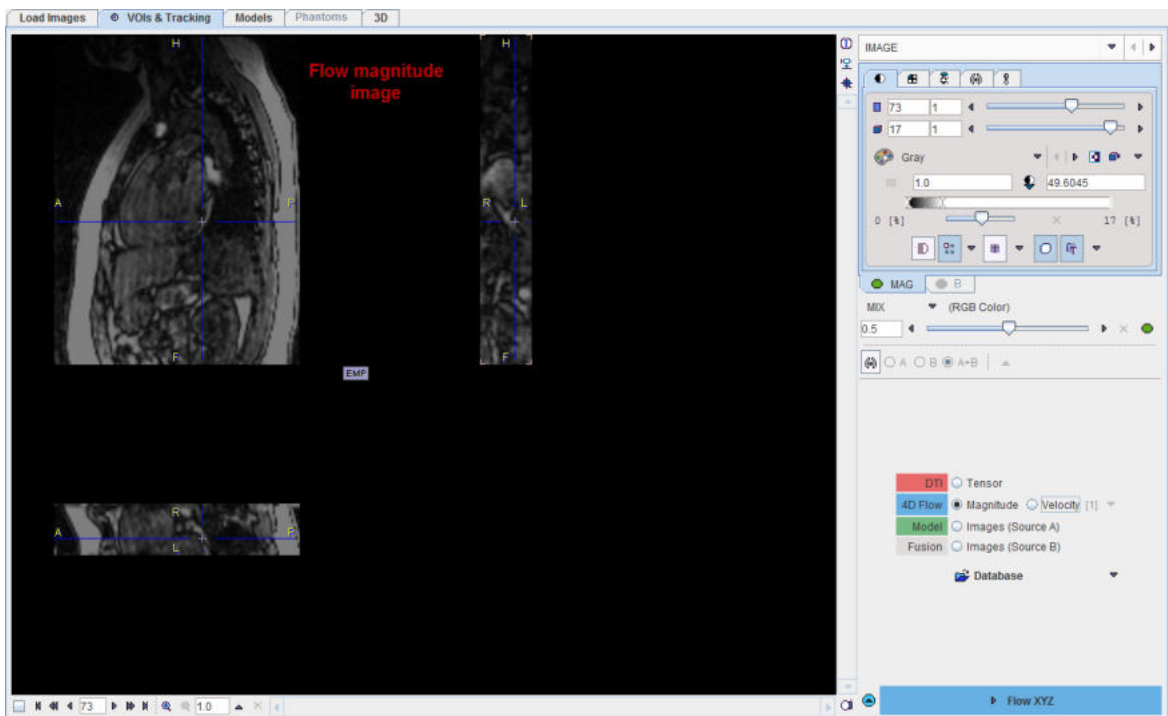 Load Images VOIs & Tracking Models Phantoms 3D
H H
Flow magnitude
image
A P R L
F F
EMP
R
A P
L
73 1.0
IMAGE
73 1
17 1
Gray
1.0 49.6045
0 [%] 17 [%]
MAG B
MIX (RGB Color)
0.5
A B A+B
DTI Tensor
4D Flow Magnitude Velocity [1]
Model Images (Source A)
Fusion Images (Source B)
Database
Flow XYZ